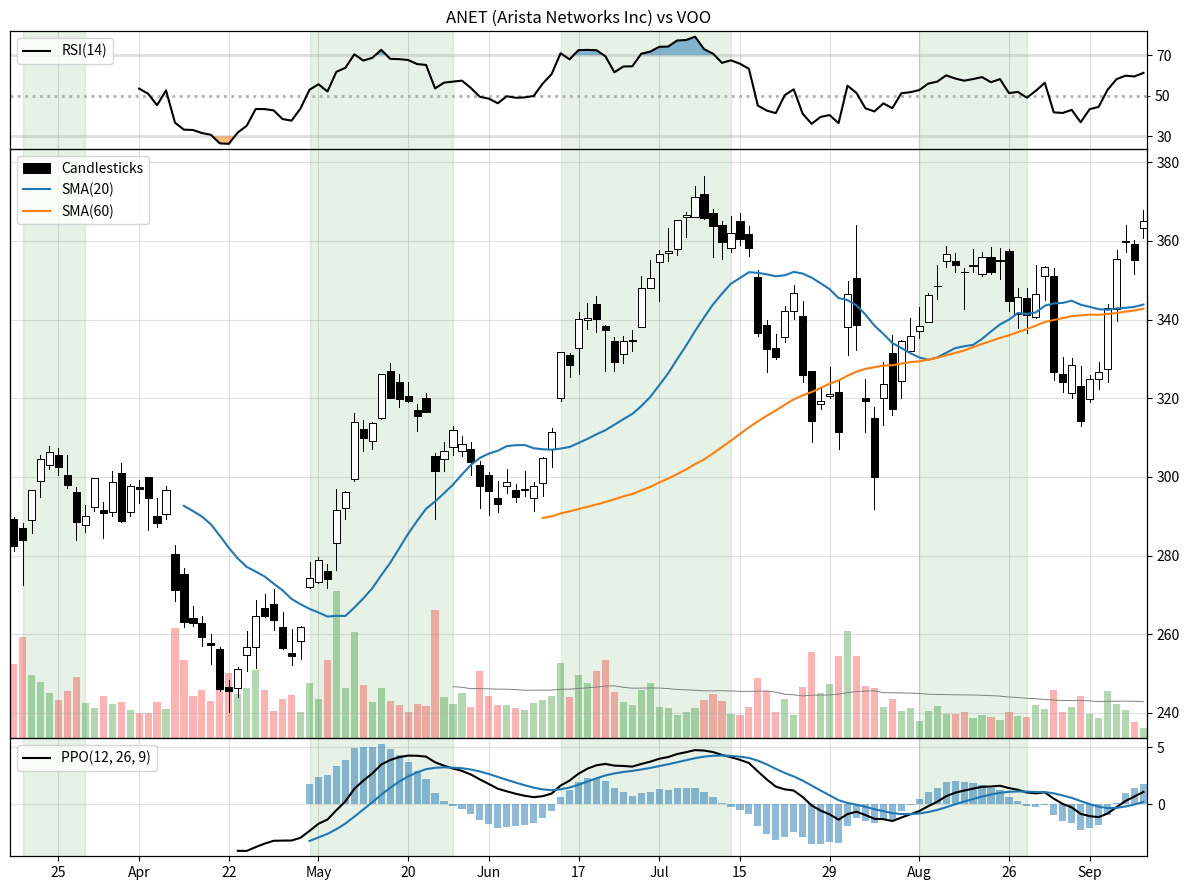 ANET (Arista Networks Inc) vs VOO
RSI(14)
70
50
30
Candlesticks
SMA(20)
SMA(60)
380
360
340
320
300
280
260
240
PPO(12, 26, 9)
5
0
25 Apr 22 May 20 Jun 17 Jul 15 29 Aug 26 Sep